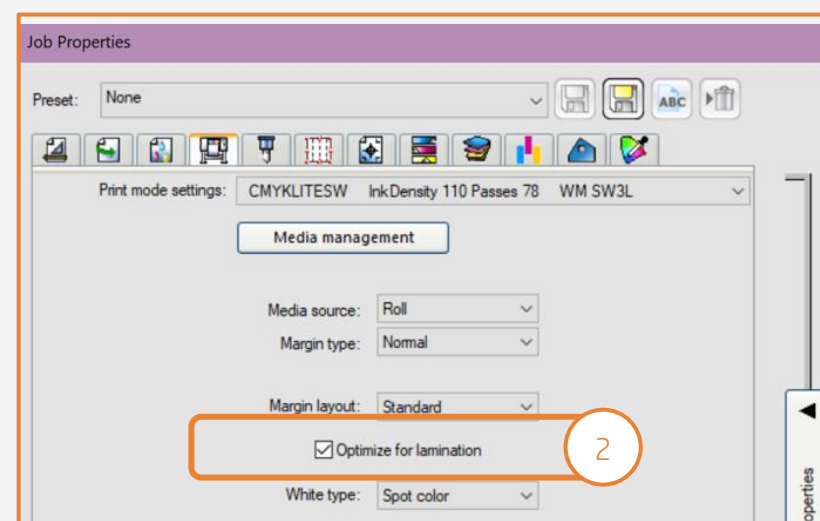 Job Properties
Preset: None
ABC
Print mode settings: CMYKLITESW InkDensity 110 Passes 78 WM SW3L
Media management
Media source: Roll
Margin type: Normal
Margin layout: Standard
Optimize for lamination 2
White type: Spot color